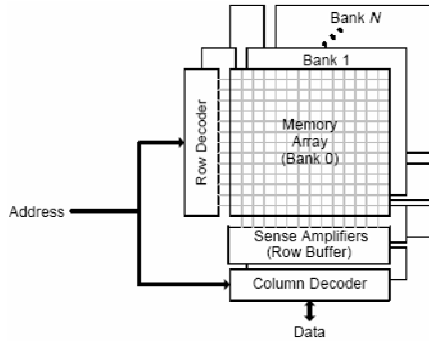 Bank N
Bank 1
Row Decoder
Memory
Array
(Bank 0)
Address
Sense Amplifiers
(Row Buffer)
Column Decoder
Data